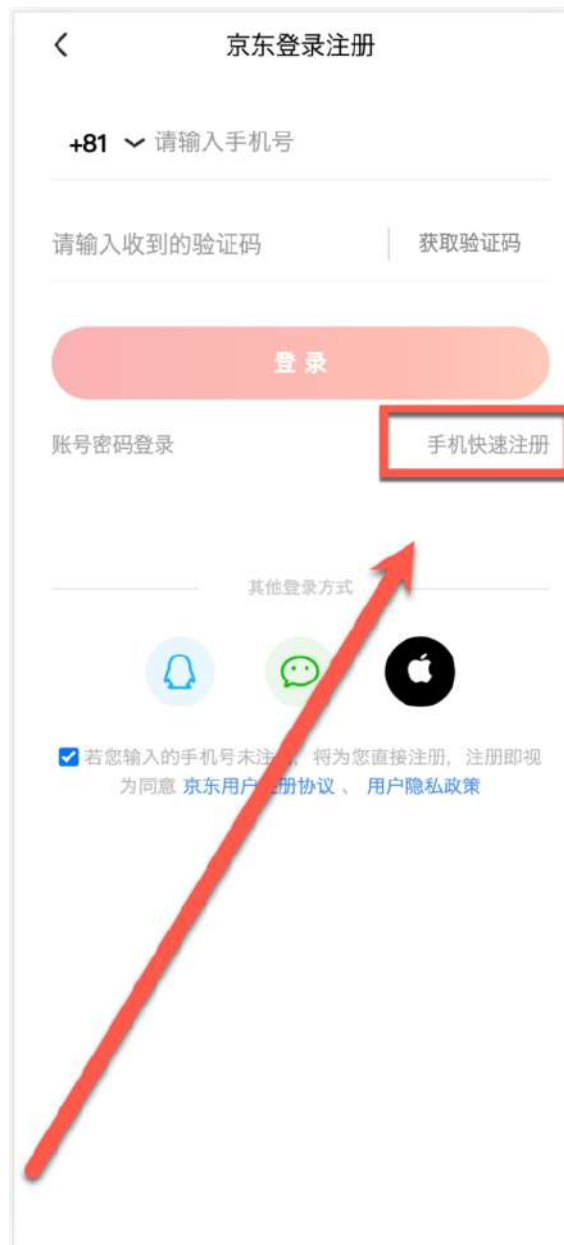 京东登录注册
+81 请输入手机号
请输入收到的验证码 获取验证码
登录
账号密码登录 手机快速注册
其他登录方式
若您输入的手机号未注 ，将为您直接注册，注册即视
为同意 京东用户 册协议 、 用户隐私政策